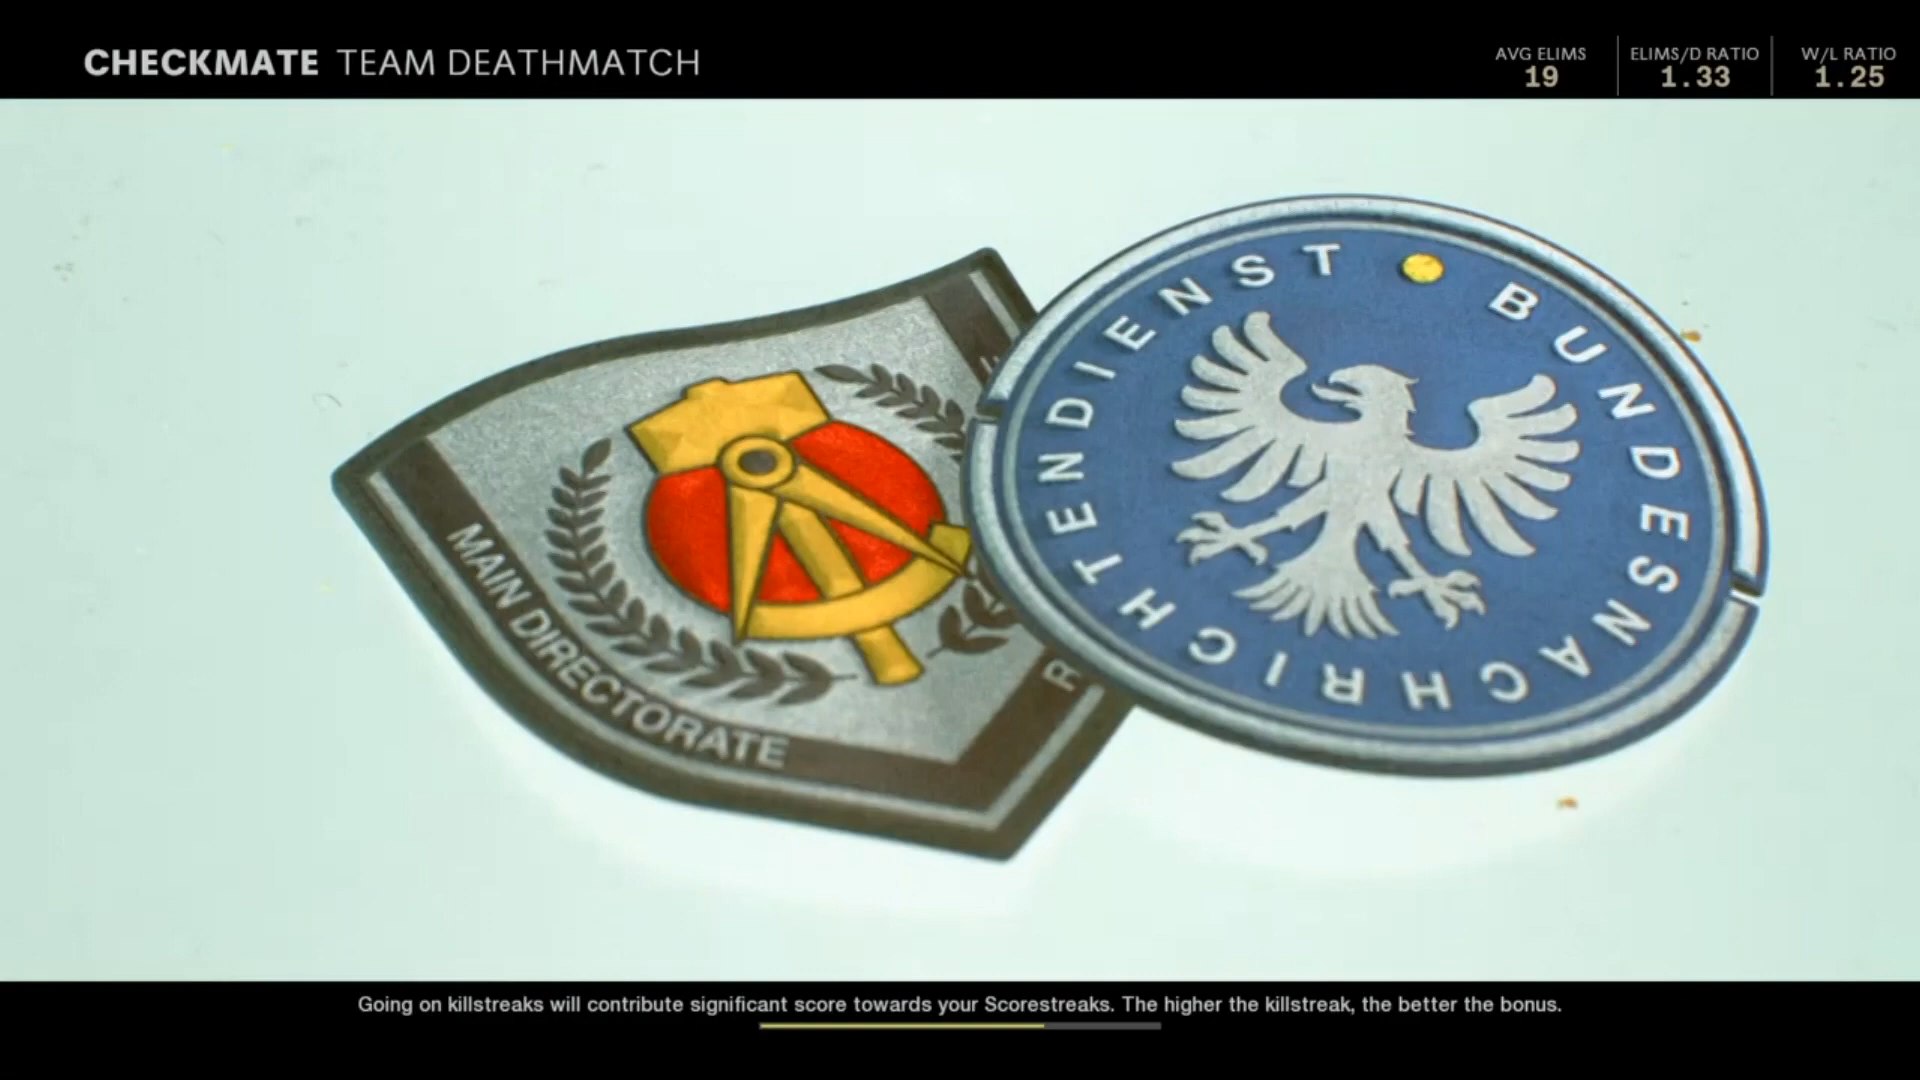 CHECKMATE TEAM DEATHMATCH
AVG ELIMS
19
ELIMS/D RATIO
1.33
W/L RATIO
1.25
MAIN DIRECTORATE
R
BUNDESNACHRICHTENDIENST
Going on killstreaks will contribute significant score towards your Scorestreaks. The higher the killstreak, the better the bonus.